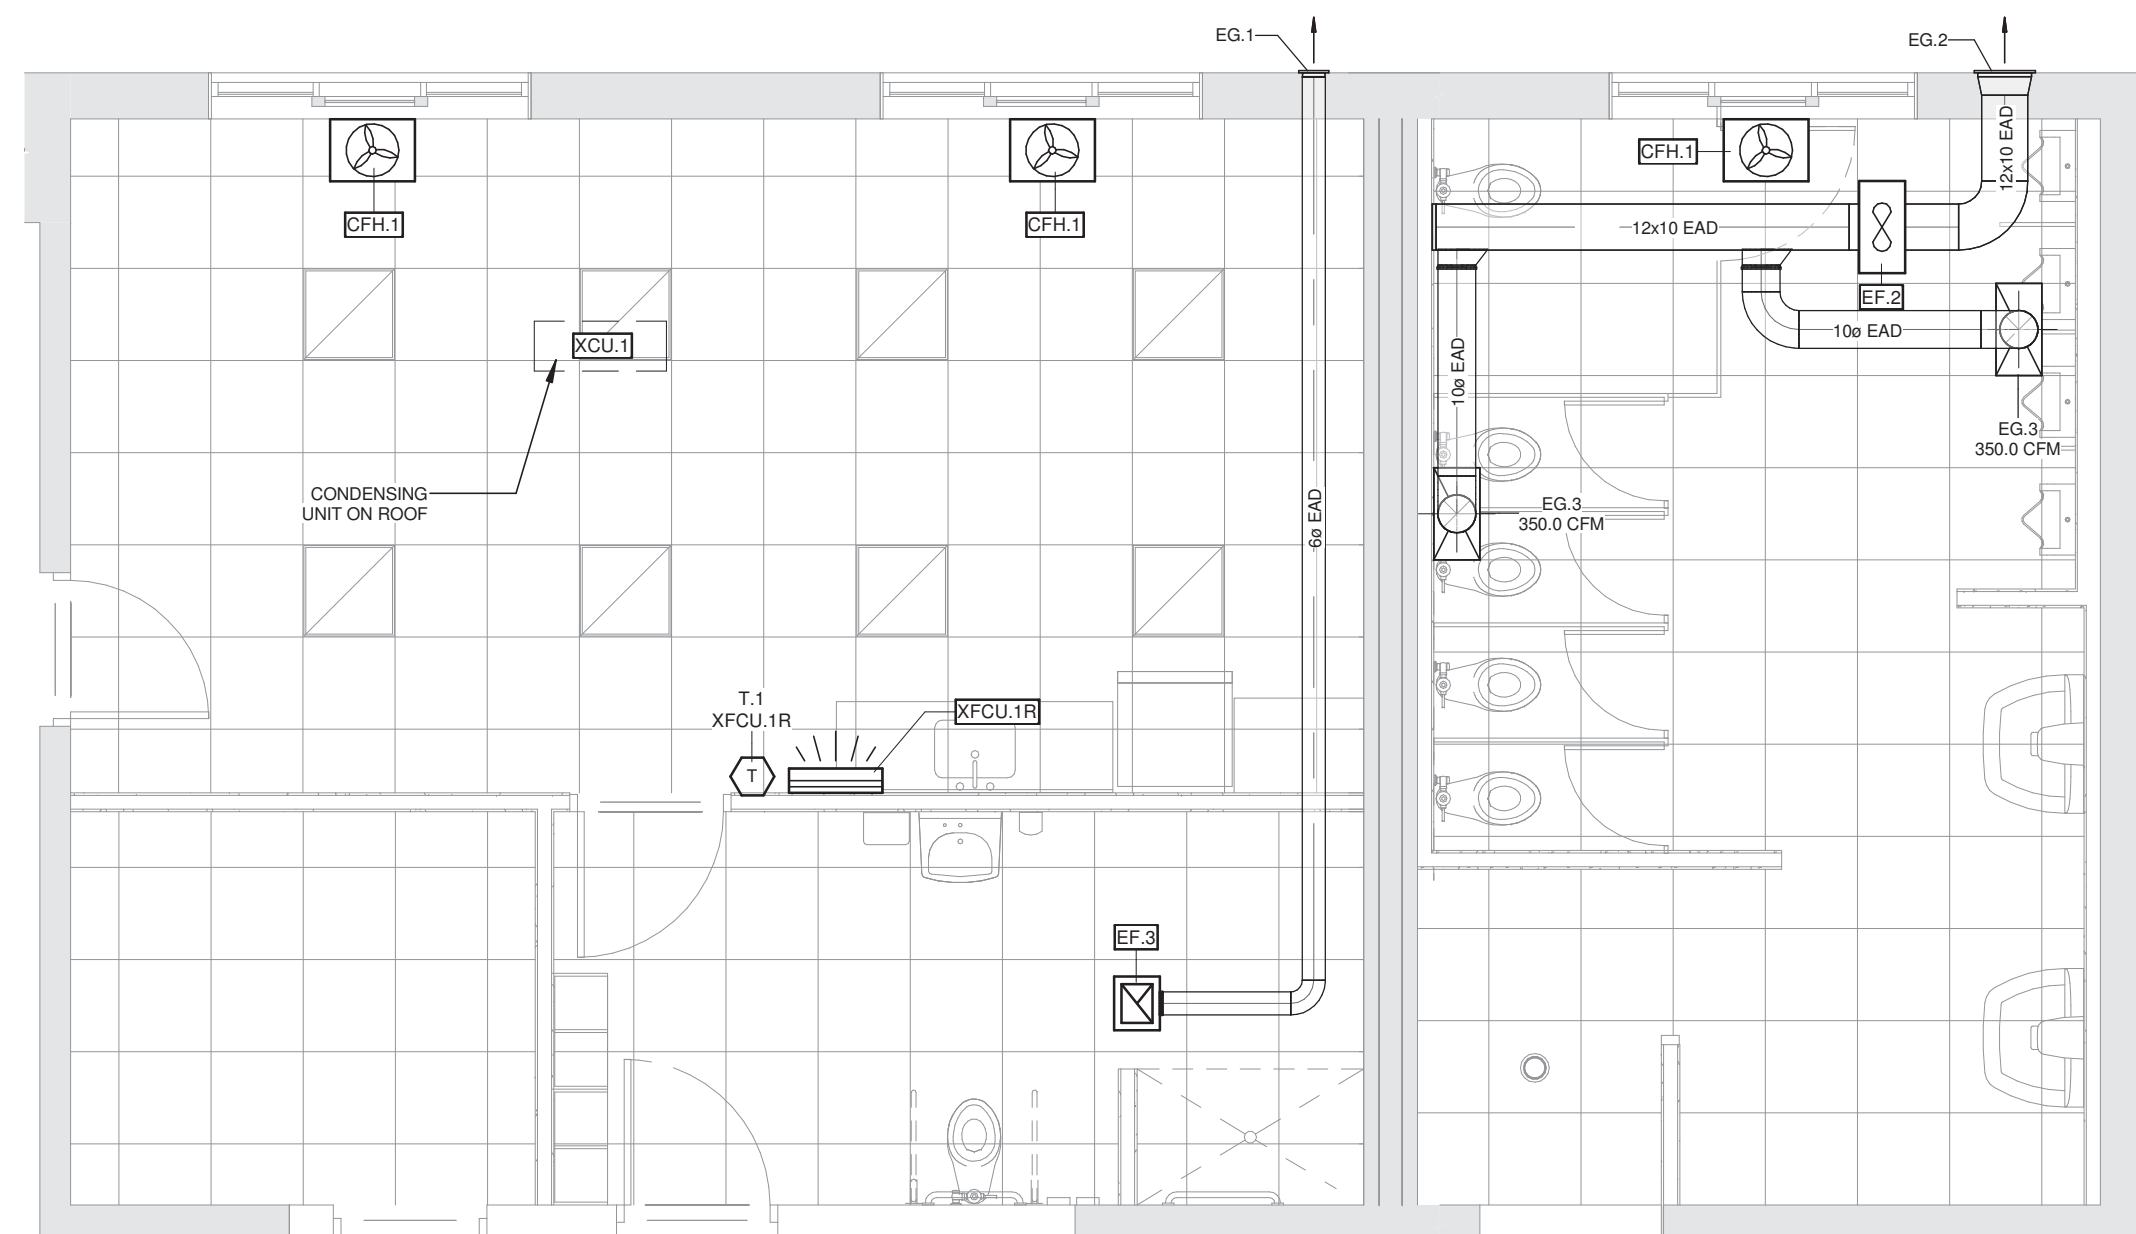 EG.1
EG.2
CFH.1
CFH.1
CFH.1
12x10 EAD
12x10 EAD
EF.2
XCU.1
10ø EAD
10ø EAD
EG.3
350.0 CFM
CONDENSING
UNIT ON ROOF
EG.3
350.0 CFM
6ø EAD
T.1
XFCU.1R
XFCU.1R
T
EF.3